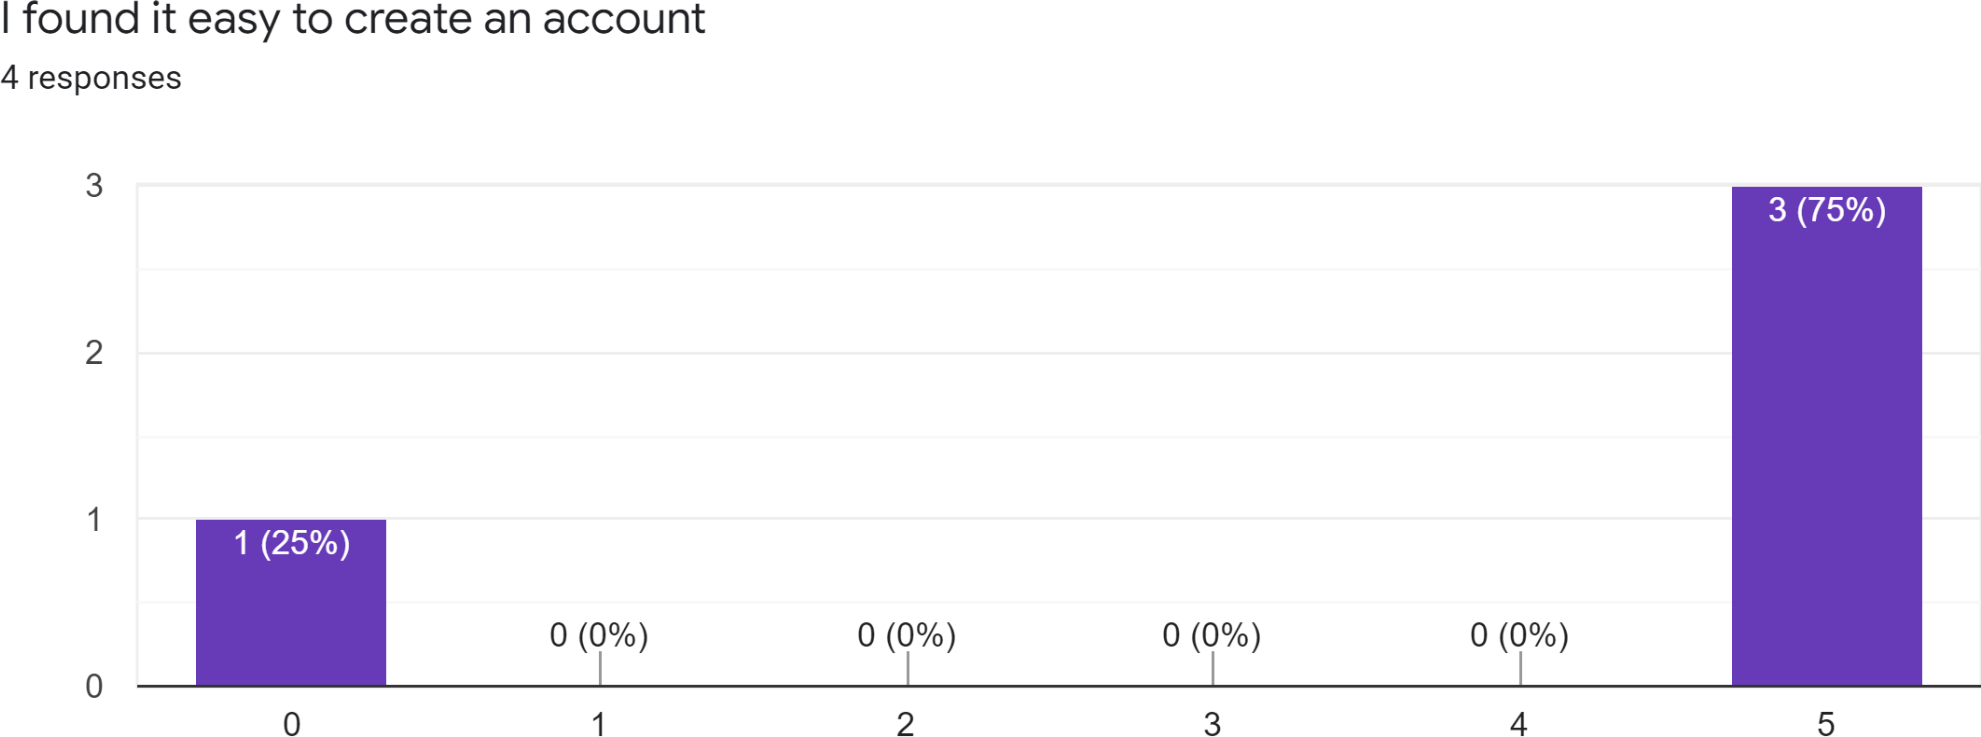 I found it easy to create an account
4 responses
3
3 (75%)
2
1
1 (25%)
0 (0%) 0 (0%) 0 (0%) 0 (0%)
0
0 1 2 3 4 5